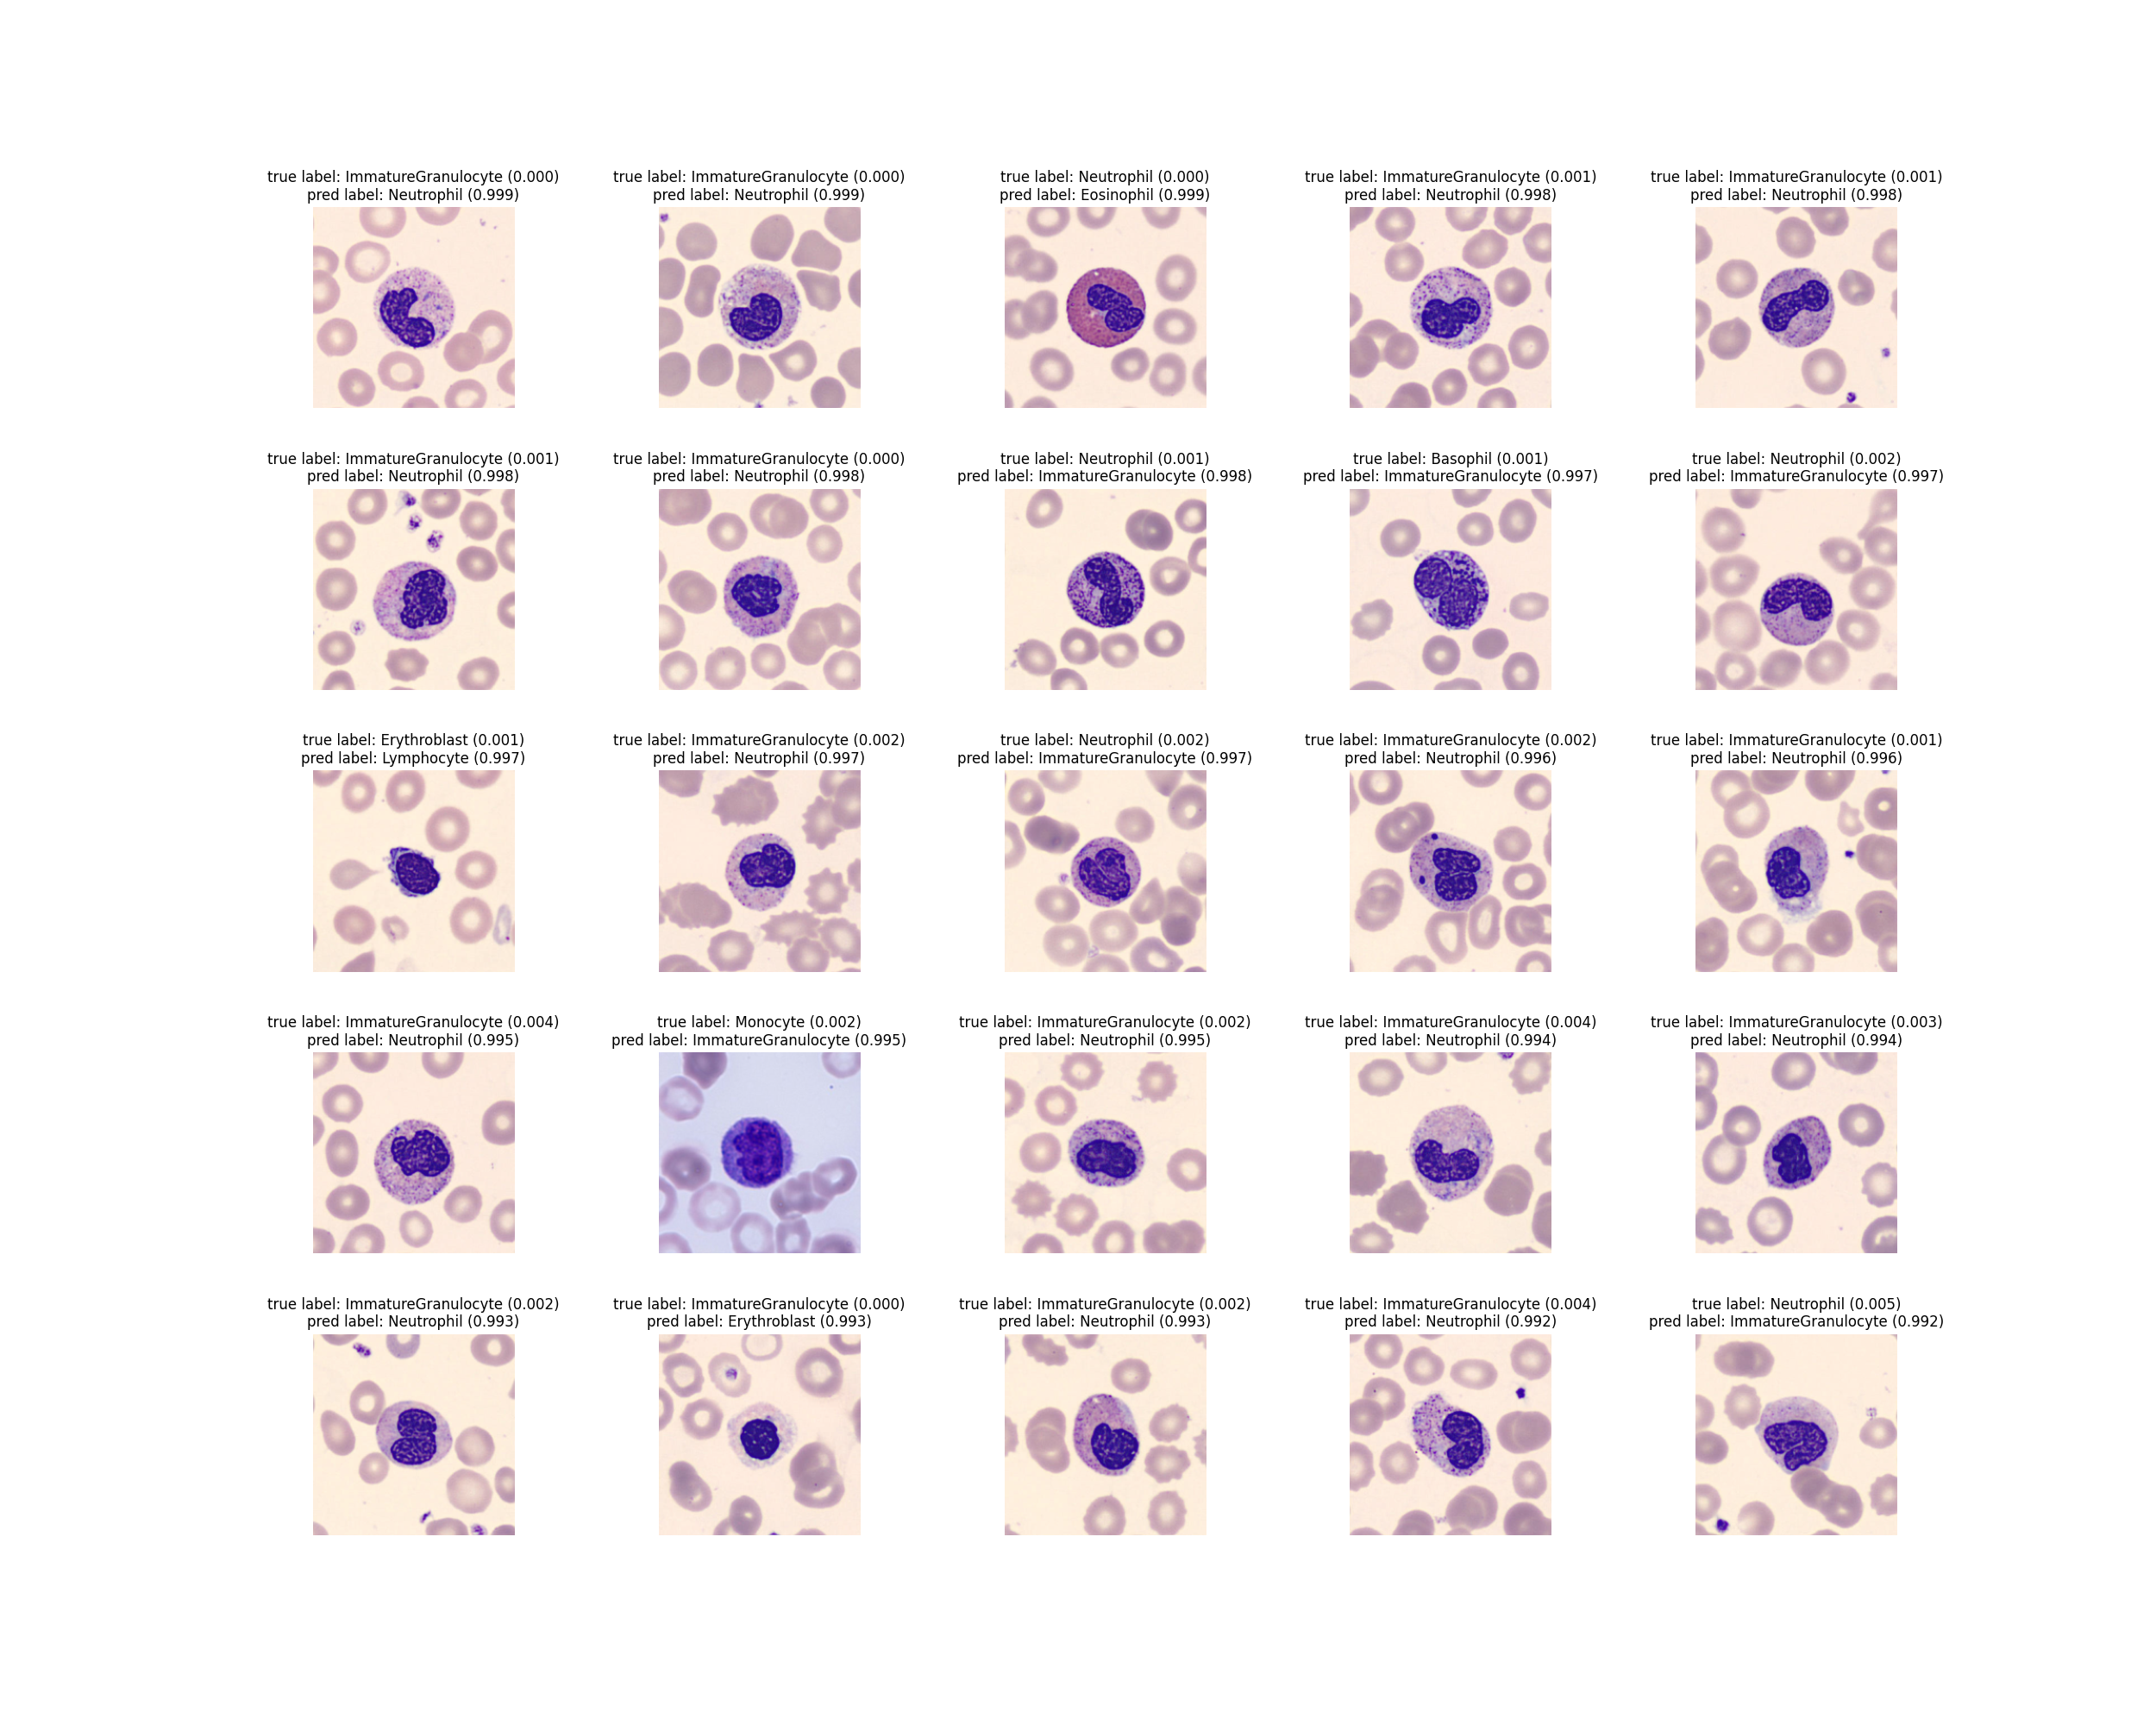 true label: ImmatureGranulocyte (0.000)
pred label: Neutrophil (0.999)
true label: ImmatureGranulocyte (0.000)
pred label: Neutrophil (0.999)
true label: Neutrophil (0.000)
pred label: Eosinophil (0.999)
true label: ImmatureGranulocyte (0.001)
pred label: Neutrophil (0.998)
true label: ImmatureGranulocyte (0.001)
pred label: Neutrophil (0.998)
true label: ImmatureGranulocyte (0.001)
pred label: Neutrophil (0.998)
true label: ImmatureGranulocyte (0.000)
pred label: Neutrophil (0.998)
true label: Neutrophil (0.001)
pred label: ImmatureGranulocyte (0.998)
true label: Basophil (0.001)
pred label: ImmatureGranulocyte (0.997)
true label: Neutrophil (0.002)
pred label: ImmatureGranulocyte (0.997)
true label: Erythroblast (0.001)
pred label: Lymphocyte (0.997)
true label: ImmatureGranulocyte (0.002)
pred label: Neutrophil (0.997)
true label: Neutrophil (0.002)
pred label: ImmatureGranulocyte (0.997)
true label: ImmatureGranulocyte (0.002)
pred label: Neutrophil (0.996)
true label: ImmatureGranulocyte (0.001)
pred label: Neutrophil (0.996)
true label: ImmatureGranulocyte (0.004)
pred label: Neutrophil (0.995)
true label: Monocyte (0.002)
pred label: ImmatureGranulocyte (0.995)
true label: ImmatureGranulocyte (0.002)
pred label: Neutrophil (0.995)
true label: ImmatureGranulocyte (0.004)
pred label: Neutrophil (0.994)
true label: ImmatureGranulocyte (0.003)
pred label: Neutrophil (0.994)
true label: ImmatureGranulocyte (0.002)
pred label: Neutrophil (0.993)
true label: ImmatureGranulocyte (0.000)
pred label: Erythroblast (0.993)
true label: ImmatureGranulocyte (0.002)
pred label: Neutrophil (0.993)
true label: ImmatureGranulocyte (0.004)
pred label: Neutrophil (0.992)
true label: Neutrophil (0.005)
pred label: ImmatureGranulocyte (0.992)